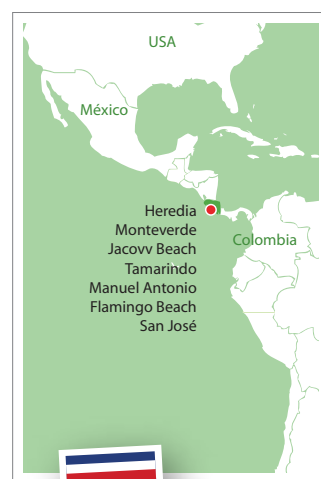 USA
México
Heredia
Monteverde
Jacovv Beach
Colombia
Tamarindo
Manuel Antonio
Flamingo Beach
San José